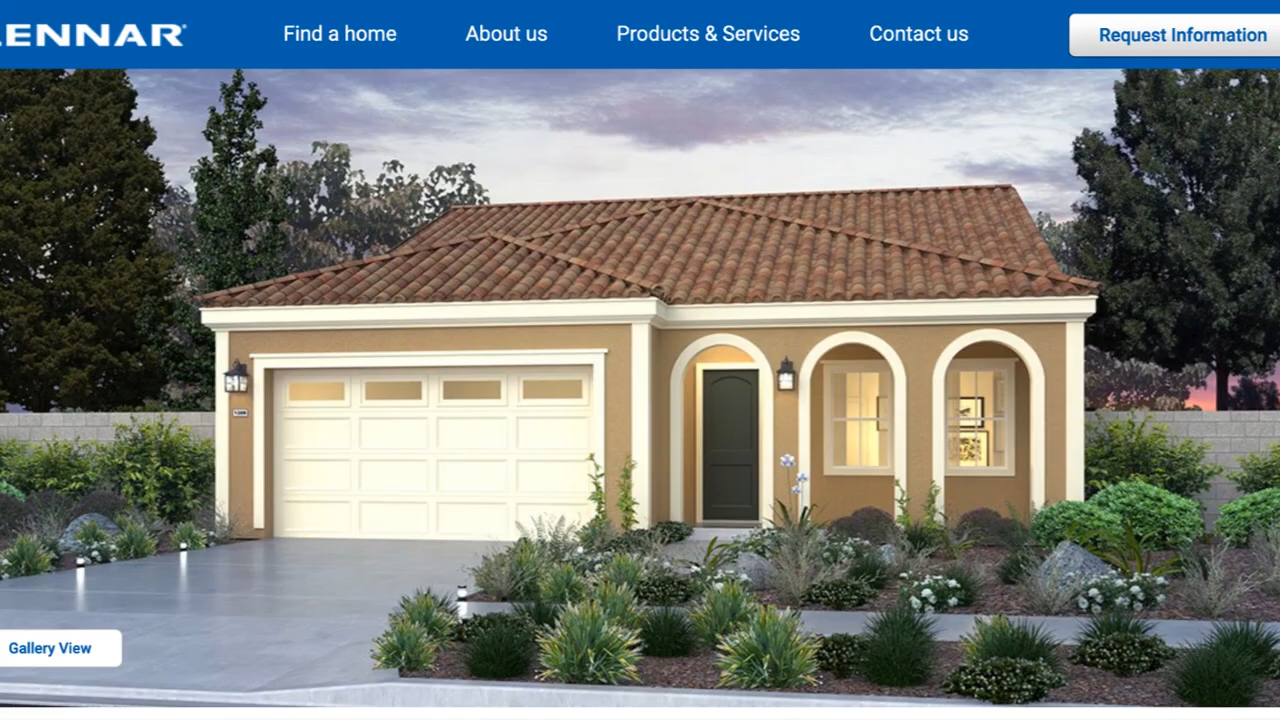 LENNAR
Find a home
About us
Products & Services
Contact us
Request Information
Gallery View